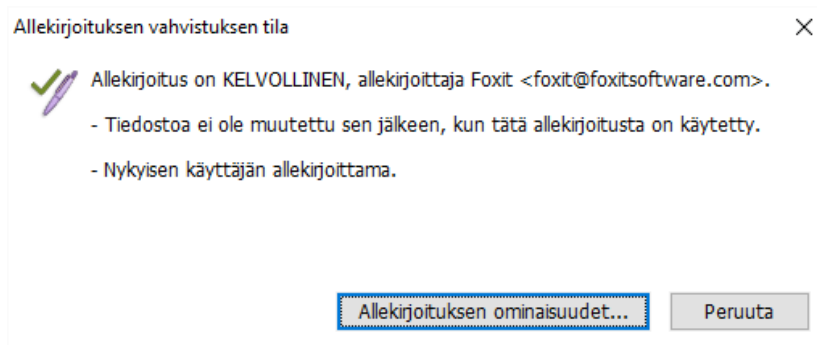 Allekirjoituksen vahvistuksen tila
Allekirjoitus on KELVOLLINEN, allekirjoittaja Foxit <foxit@foxitsoftware.com>.
- Tiedostoa ei ole muutettu sen jälkeen, kun tätä allekirjoitusta on käytetty.
- Nykyisen käyttäjän allekirjoittama.
Allekirjoituksen ominaisuudet... Peruuta